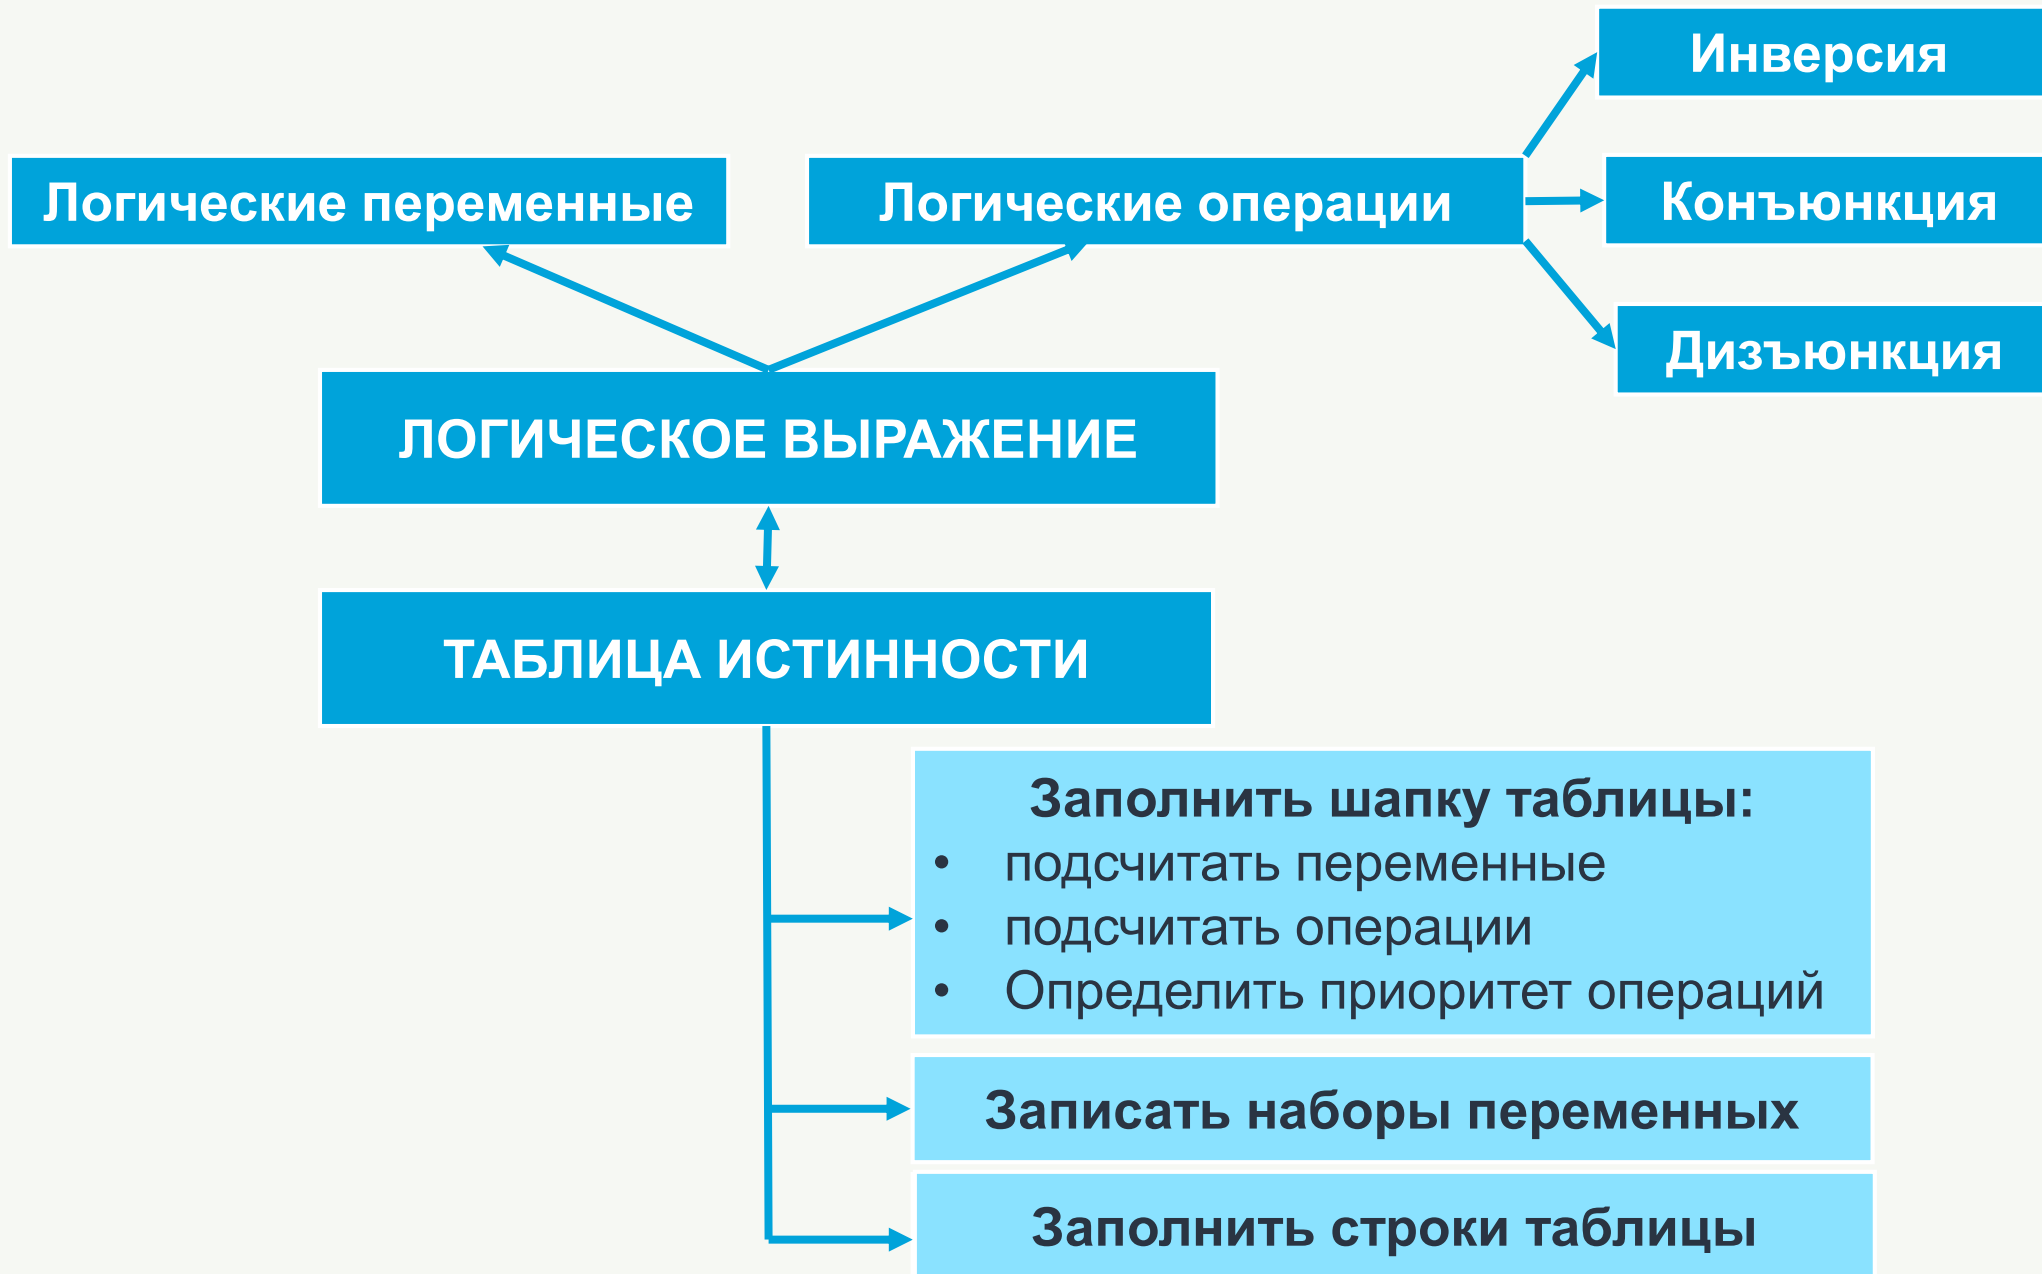 Инверсия
Логические переменные
Логические операции
Конъюнкция
Дизъюнкция
ЛОГИЧЕСКОЕ ВЫРАЖЕНИЕ
ТАБЛИЦА ИСТИННОСТИ
Заполнить шапку таблицы:
• подсчитать переменные
• подсчитать операции
• Определить приоритет операций
Записать наборы переменных
Заполнить строки таблицы